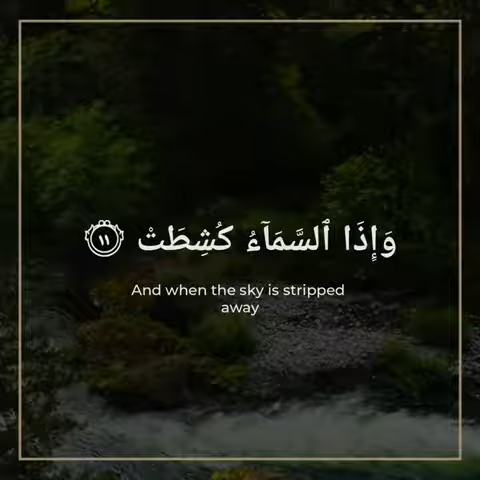 وَإِذَا ٱلسَّمَآءُ كُشِطَتْ ١١
And when the sky is stripped
away